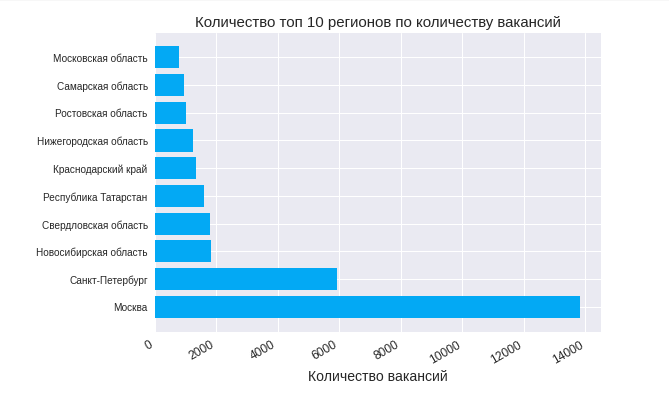 Количество топ 10 регионов по количеству вакансий
Московская область
Самарская область
Ростовская область
Нижегородская область
Краснодарский край
Республика Татарстан
Свердловская область
Новосибирская область
Санкт-Петербург
Москва
0 2000 4000 6000 8000 10000 12000 14000
Количество вакансий